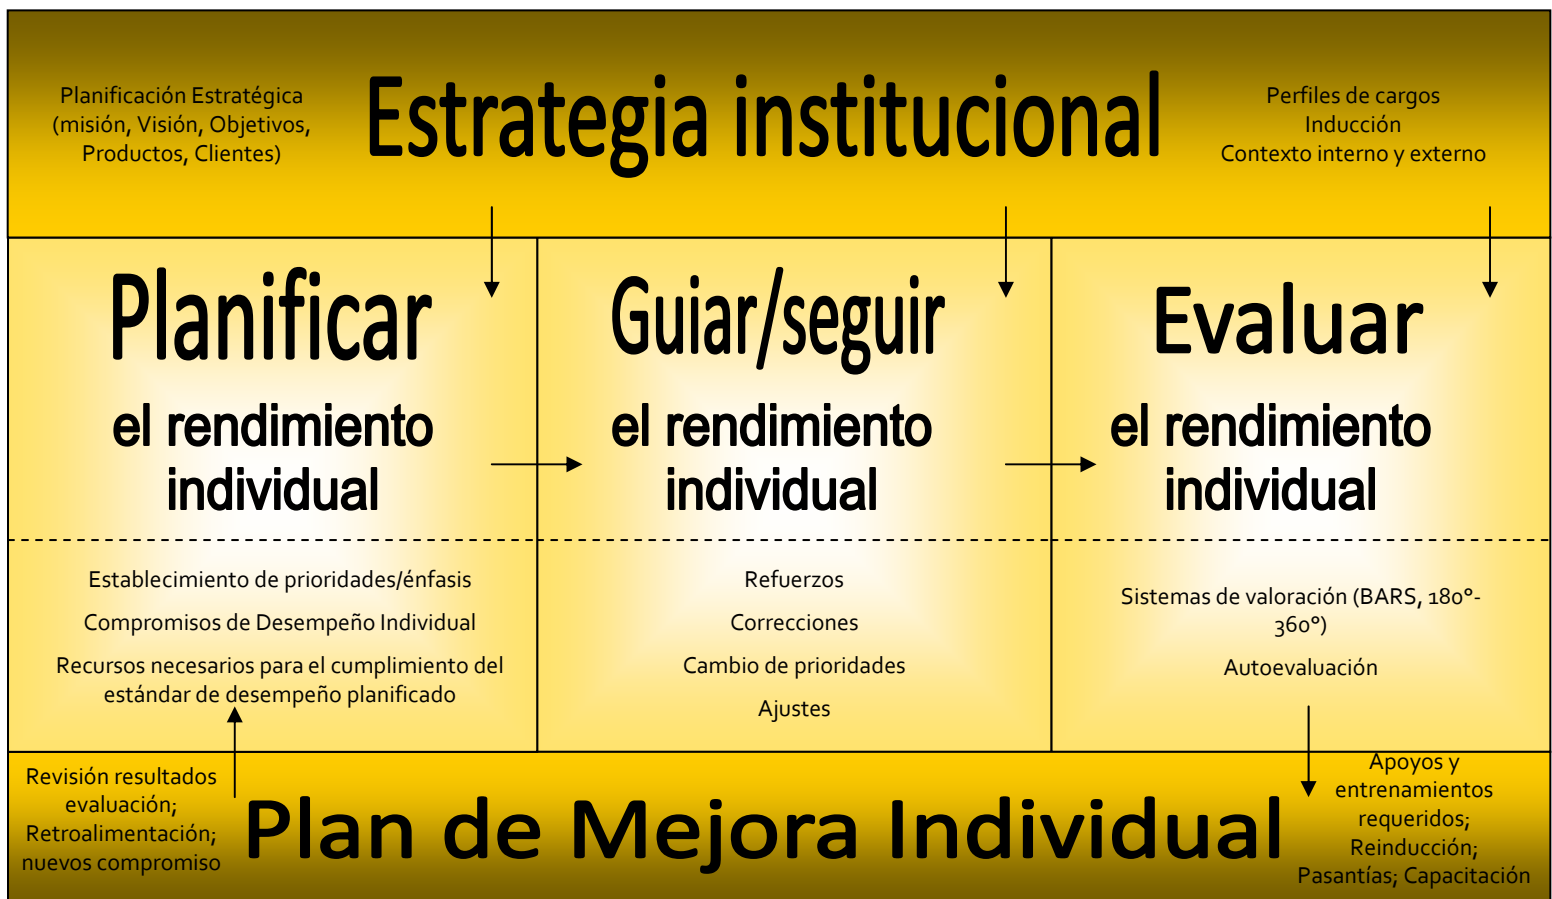 Planificación Estratégica
(misión, Visión, Objetivos,
Productos, Clientes)
Estrategia institucional
Perfiles de cargos
Inducción
Contexto interno y externo
Planificar
el rendimiento
individual
Guiar/seguir
el rendimiento
individual
Evaluar
el rendimiento
individual
Establecimiento de prioridades/énfasis
Compromisos de Desempeño Individual
Recursos necesarios para el cumplimiento del
estándar de desempeño planificado
Refuerzos
Correcciones
Cambio de prioridades
Ajustes
Sistemas de valoración (BARS, 180°-
360°)
Autoevaluación
Revisión resultados
evaluación;
Retroalimentación;
nuevos compromiso
Plan de Mejora Individual
Apoyos y
entrenamientos
requeridos;
Reinducción;
Pasantías; Capacitación